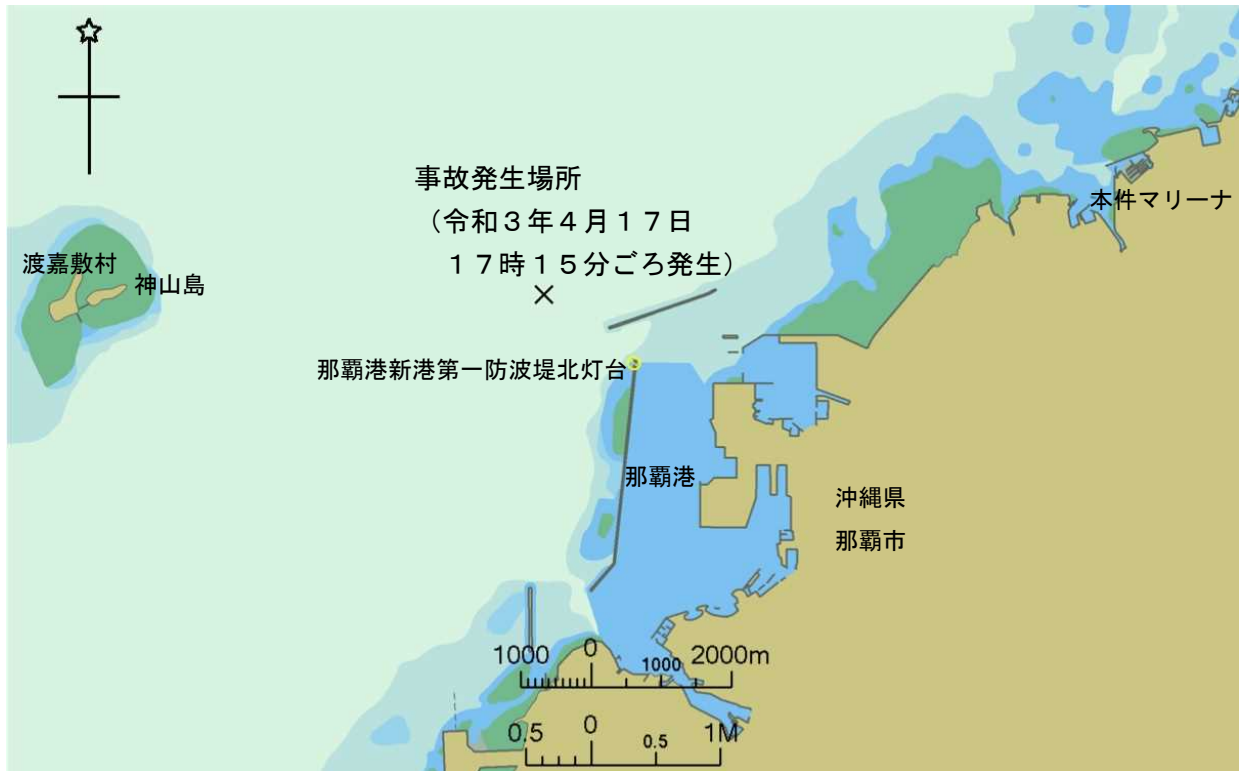 事故発生場所
（令和３年４月１７日
１７時１５分ごろ発生）
本件マリーナ
渡嘉敷村
神山島
那覇港新港第一防波堤北灯台
那覇港
沖縄県
那覇市
1000 0 1000 2000m
0.5 0 0.5 1M